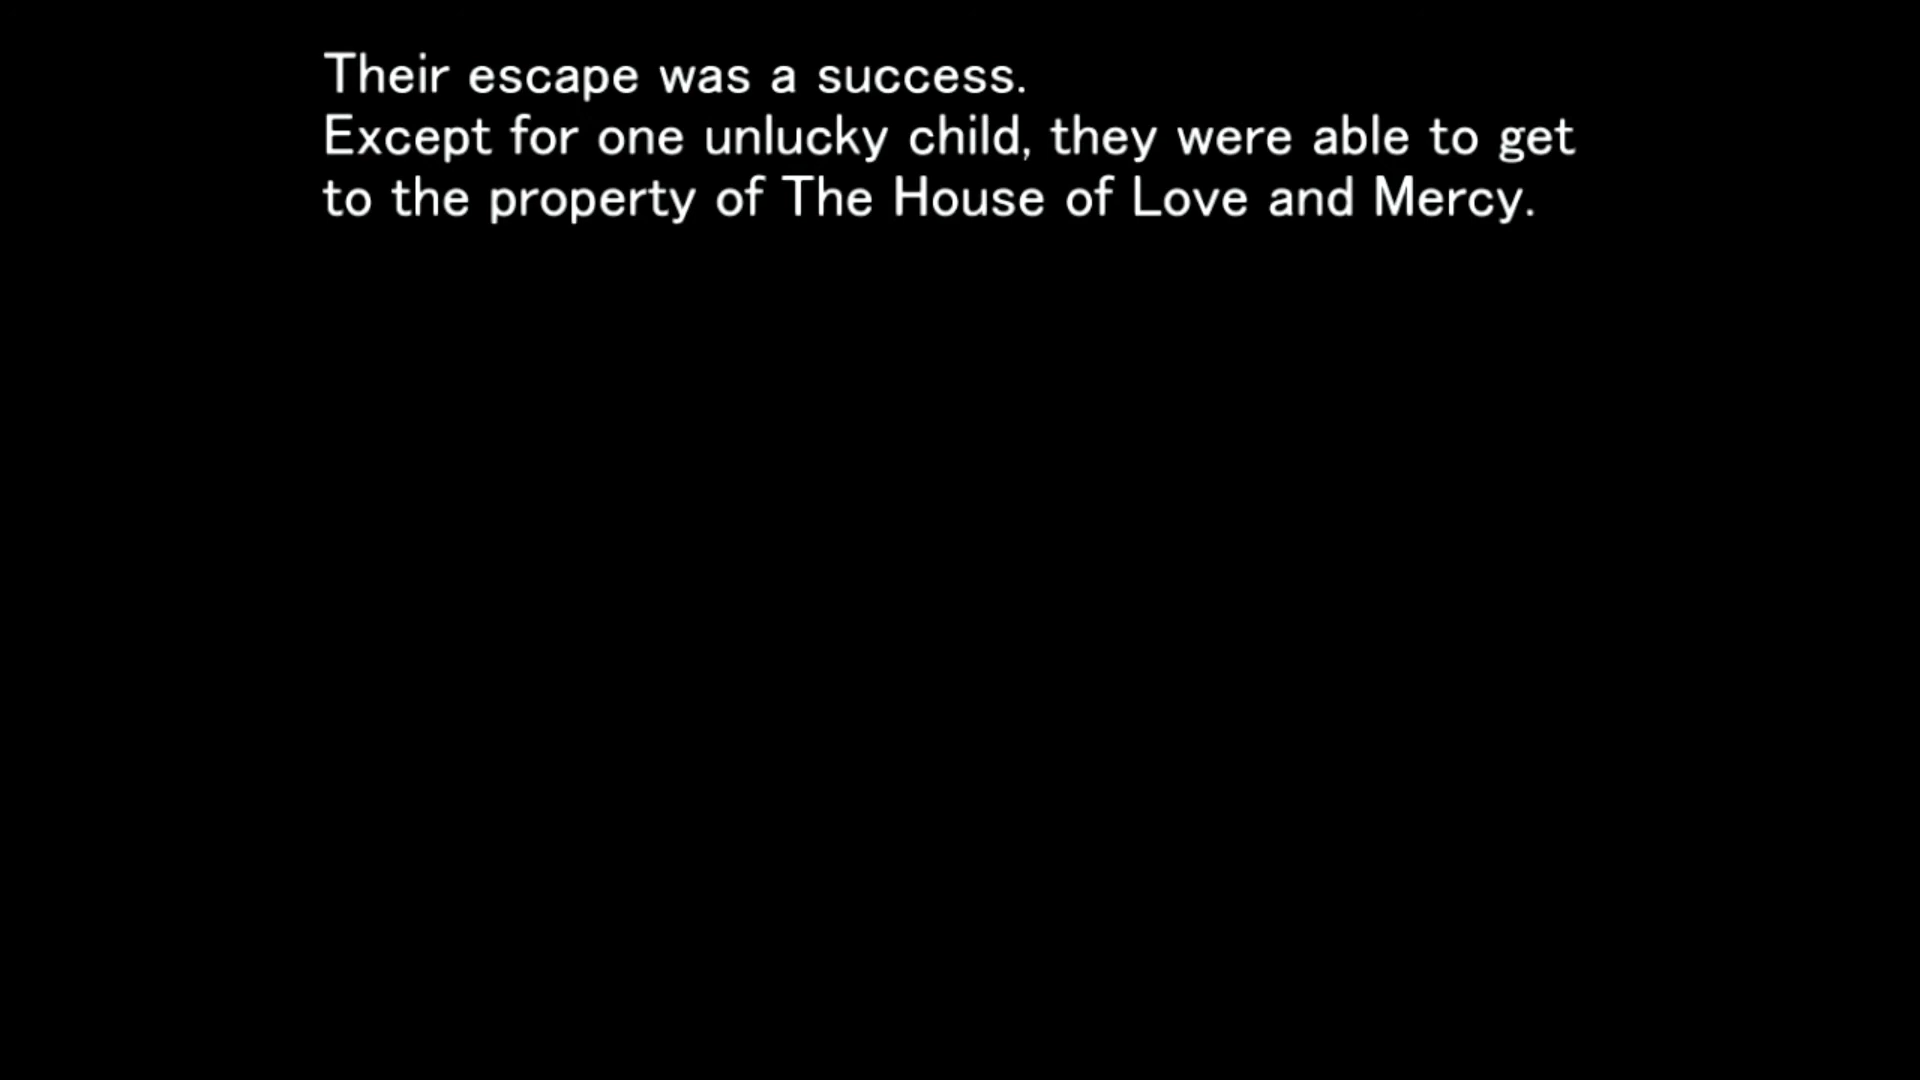 Their escape was a success.
Except for one unlucky child, they were able to get
to the property of The House of Love and Mercy.